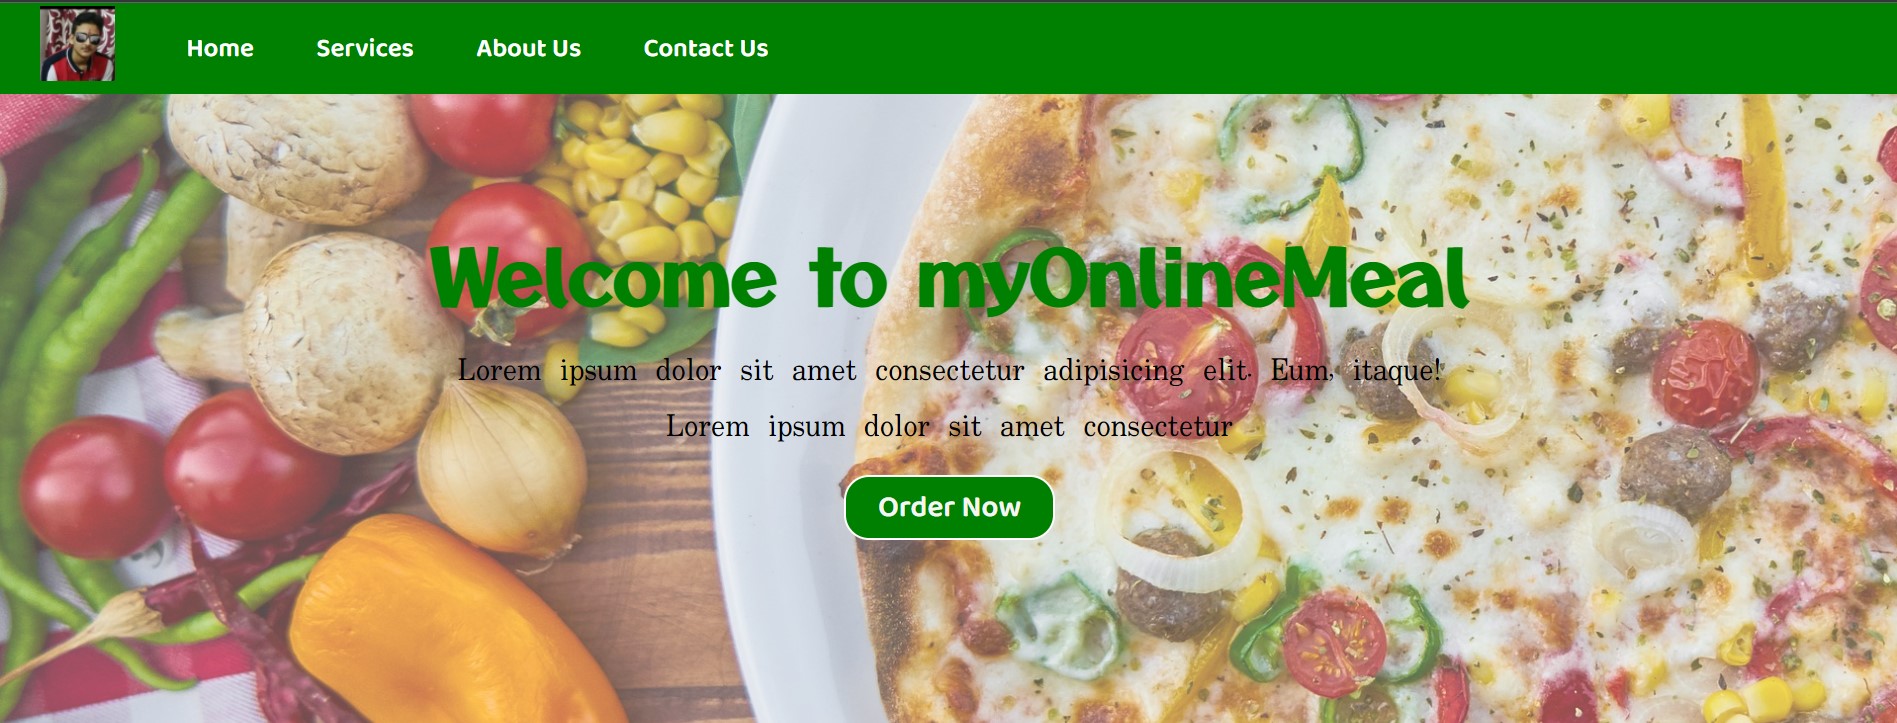 Home Services About Us Contact Us
Welcome to myOnlineMeal
Lorem ipsum dolor sit amet consectetur adipisicing elit. Eum, itaque!
Lorem ipsum dolor sit amet consectetur
Order Now